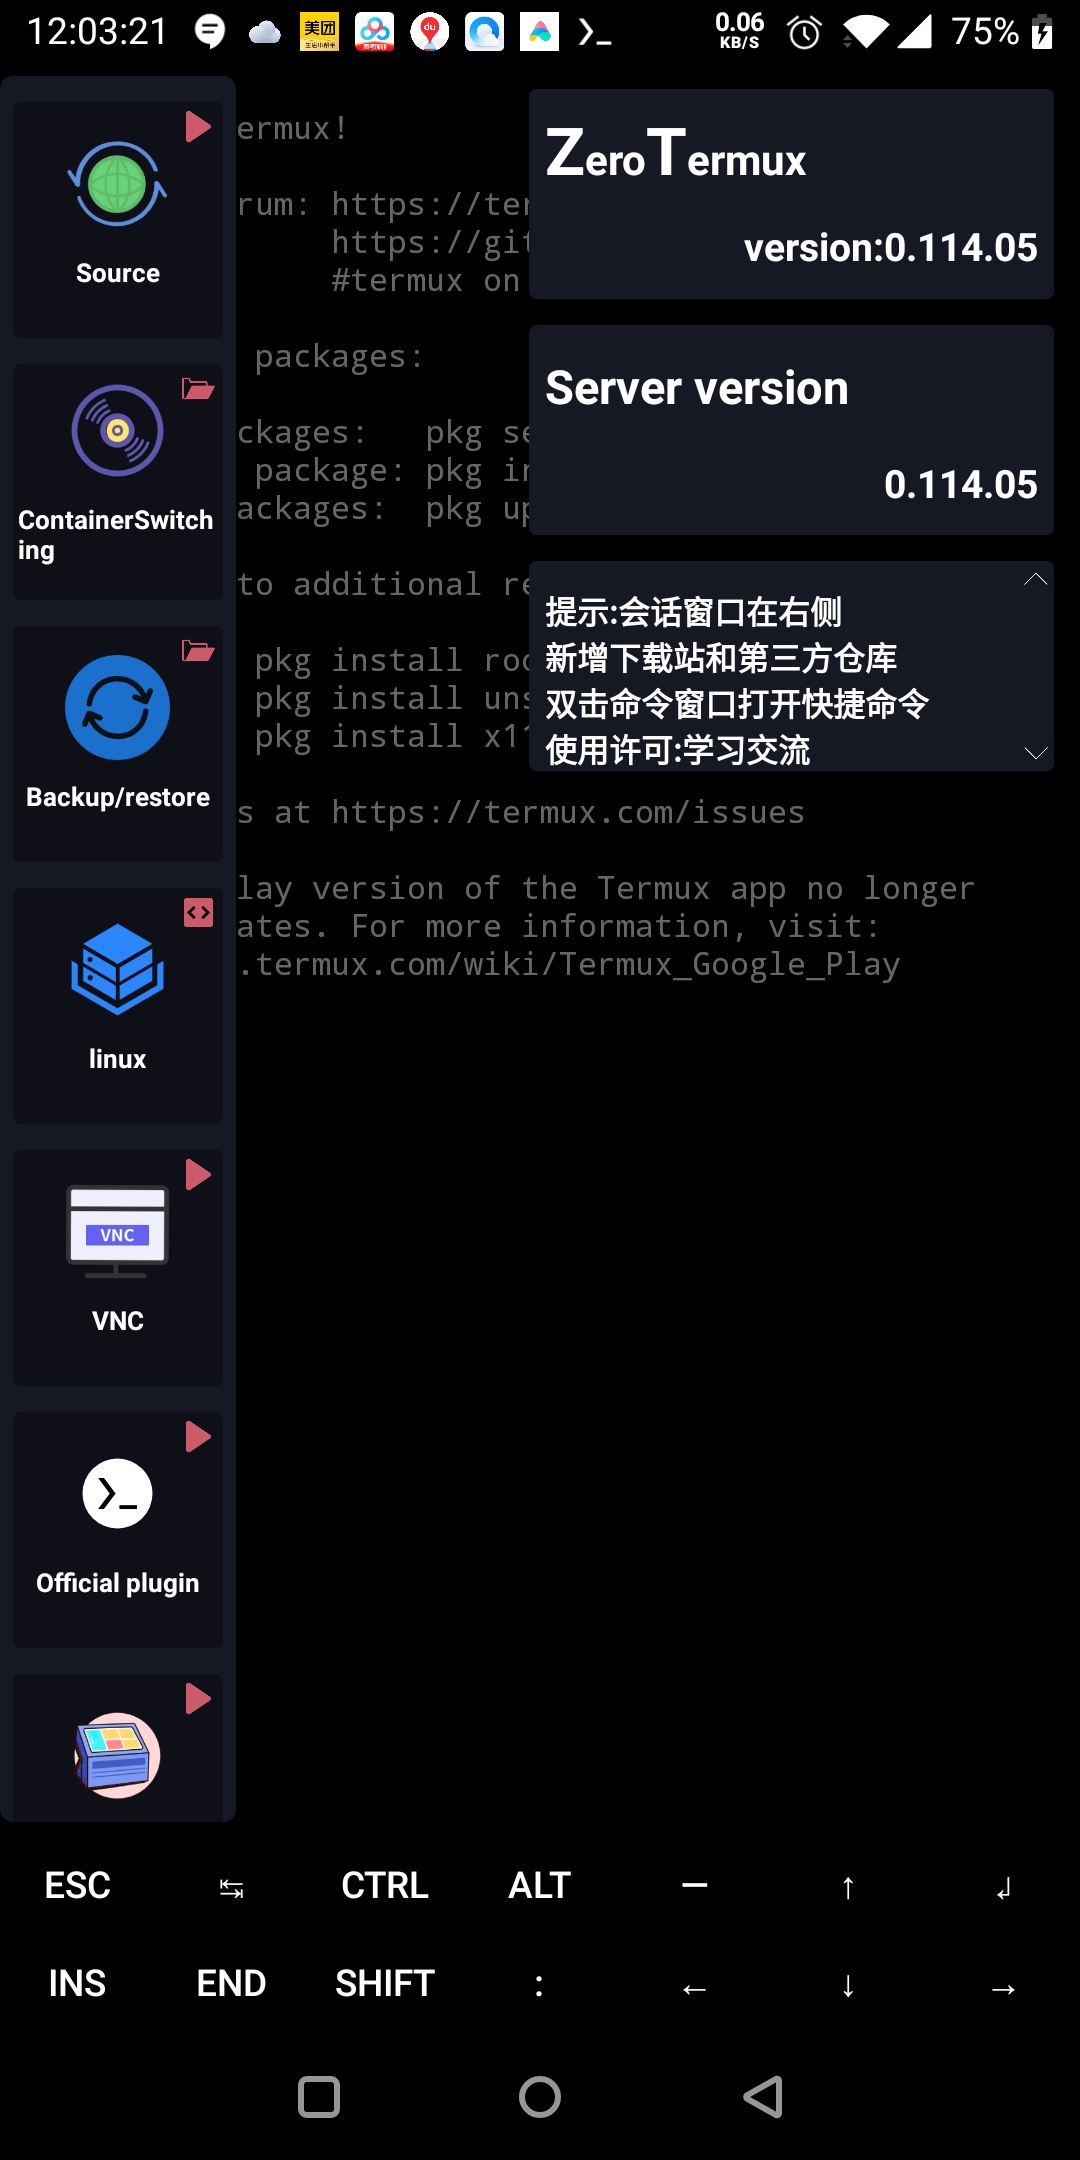 12:03:21
美团
du
0.06
KB/S
75%
ermux!
rum: https://ter
https://git
#termux on
packages:
ckages: pkg se
package: pkg in
ackages: pkg up
to additional re
pkg install roo
pkg install uns
pkg install x11
s at https://termux.com/issues
lay version of the Termux app no longer
ates. For more information, visit:
.termux.com/wiki/Termux_Google_Play
ZeroTermux
version:0.114.05
Server version
0.114.05
提示:会话窗口在右侧
新增下载站和第三方仓库
双击命令窗口打开快捷命令
使用许可:学习交流
Source
ContainerSwitch
ing
Backup/restore
linux
VNC
VNC
Official plugin
ESC ↹ CTRL ALT — ↑ ↲
INS END SHIFT : ← ↓ →